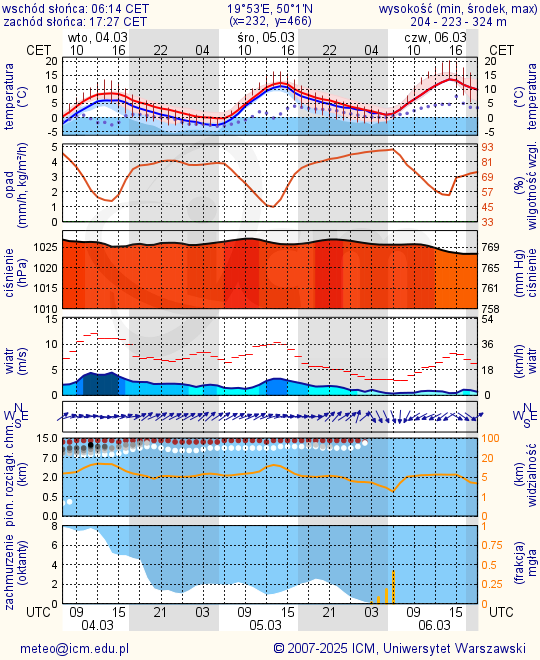 wschód słońca: 06:14 CET 19°53'E, 50°1'N wysokość (min, środek, max)
zachód słońca: 17:27 CET (x=232, y=466) 204 - 223 - 324 m
wto, 04.03 śro, 05.03 czw, 06.03
CET 10 16 22 04 10 16 22 04 10 16 CET
temperatura (°C) 20 15 10 5 0 -5 20 15 10 5 0 -5 (°C) temperatura
opad (mm/h, kg/m²/h) 5 4 3 2 1 0 93 81 69 57 45 33 (%) wilgotność wzgl.
ciśnienie (hPa) 1025 1020 1015 1010 769 765 761 758 (mm Hg) ciśnienie
wiatr (m/s) 15 10 5 0 54 36 18 0 (km/h) wiatr
N W E S N W E S
pion. rozciągł. chm. (km) 15.0 7.0 2.0 0.5 0.0 100 20 5 1 0 (km) widzialność
zachmurzenie (oktanty) 8 6 4 2 0 1 0.75 0.5 0.25 0 (frakcja) mgła
UTC 09 15 21 03 09 15 21 03 09 15 UTC
04.03 05.03 06.03
meteo@icm.edu.pl © 2007-2025 ICM, Uniwersytet Warszawski